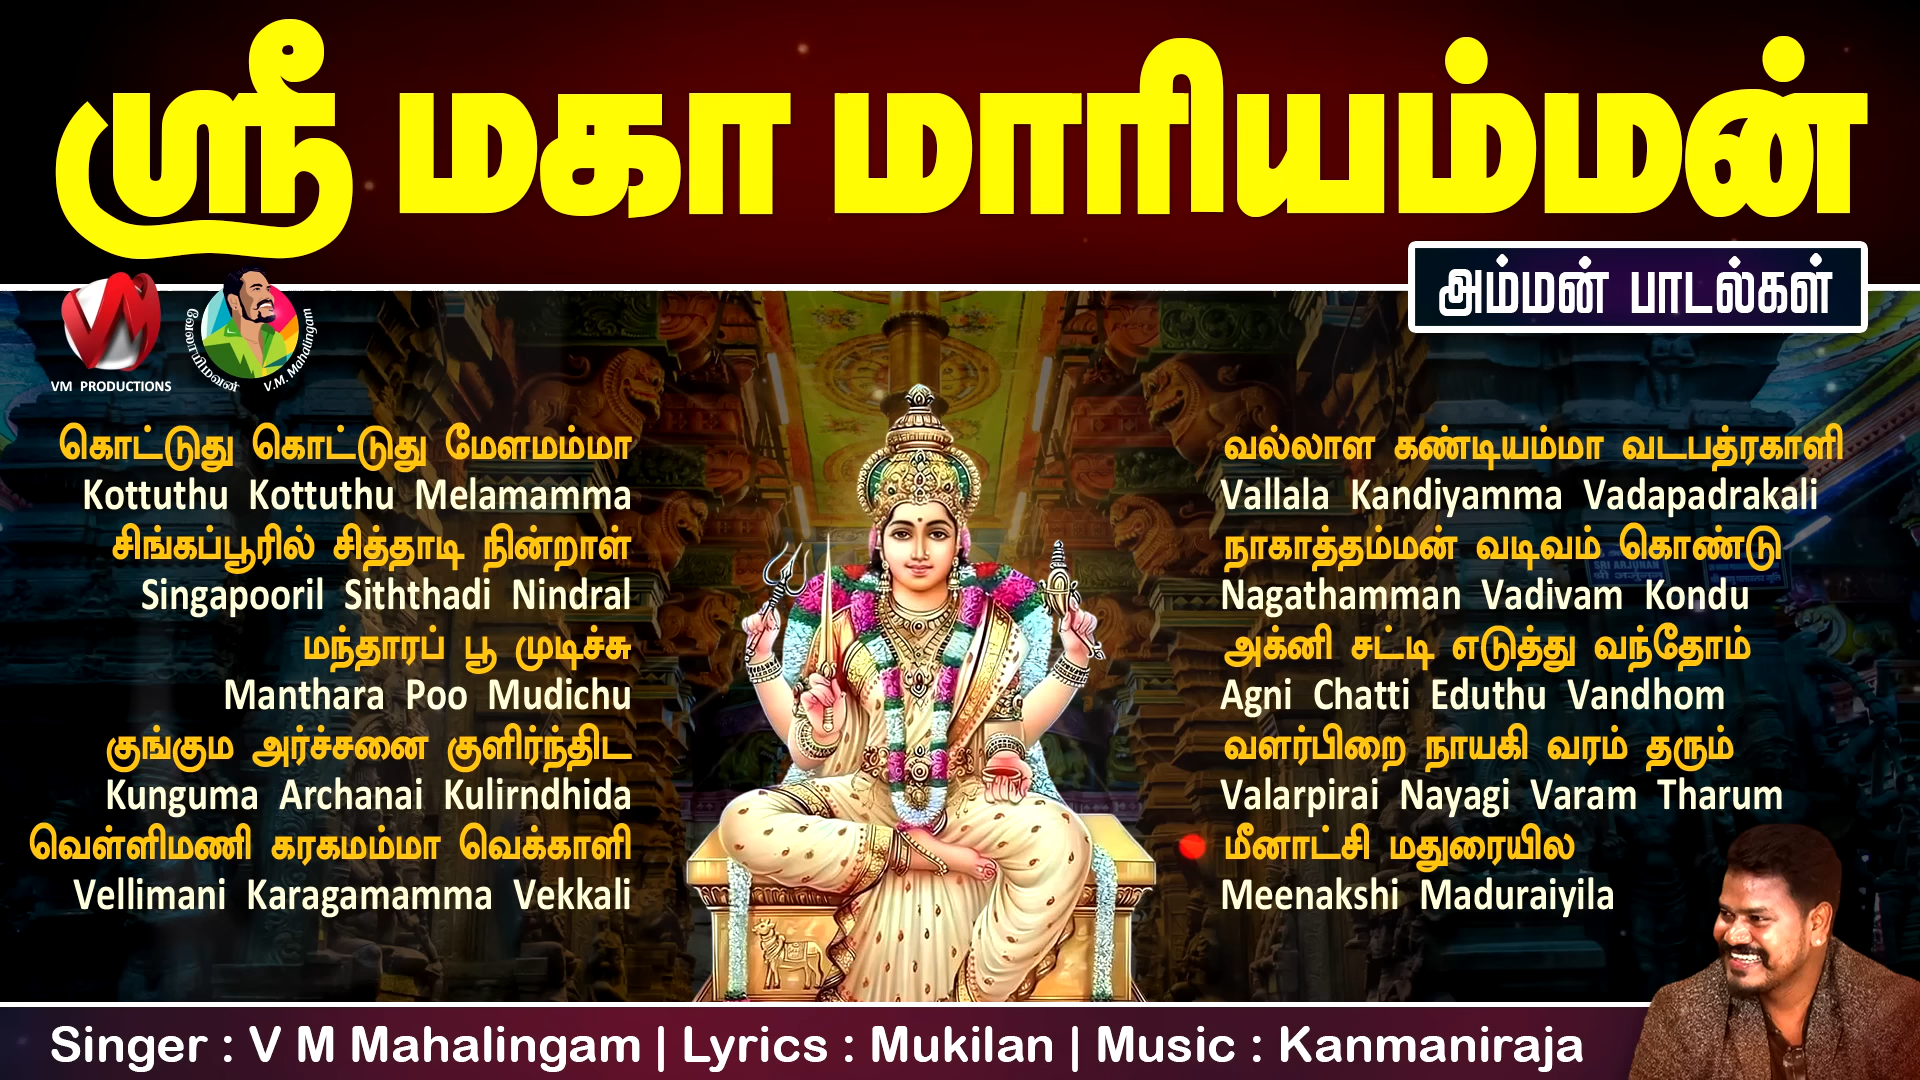 ஸ்ரீ மகா மாரியம்மன்
அம்மன் பாடல்கள்
VM PRODUCTIONS
V.M. Mahalingam
கொட்டுது கொட்டுது மேளமம்மா
Kottuthu Kottuthu Melamamma
சிங்கப்பூரில் சித்தாடி நின்றாள்
Singapooril Siththadi Nindral
மந்தாரப் பூ முடிச்சு
Manthara Poo Mudichu
குங்கும அர்ச்சனை குளிர்ந்திட
Kunguma Archanai Kulirndhida
வெள்ளிமணி கரகமம்மா வெக்காளி
Vellimani Karagamamma Vekkali
வல்லாள கண்டியம்மா வடபத்ரகாளி
Vallala Kandiyamma Vadapadrakali
நாகாத்தம்மன் வடிவம் கொண்டு
Nagathamman Vadivam Kondu
அக்னி சட்டி எடுத்து வந்தோம்
Agni Chatti Eduthu Vandhom
வளர்பிறை நாயகி வரம் தரும்
Valarpirai Nayagi Varam Tharum
மீனாட்சி மதுரையில
Meenakshi Maduraiyila
SRI ARJUNAN
Singer : V M Mahalingam | Lyrics : Mukilan | Music : Kanmaniraja